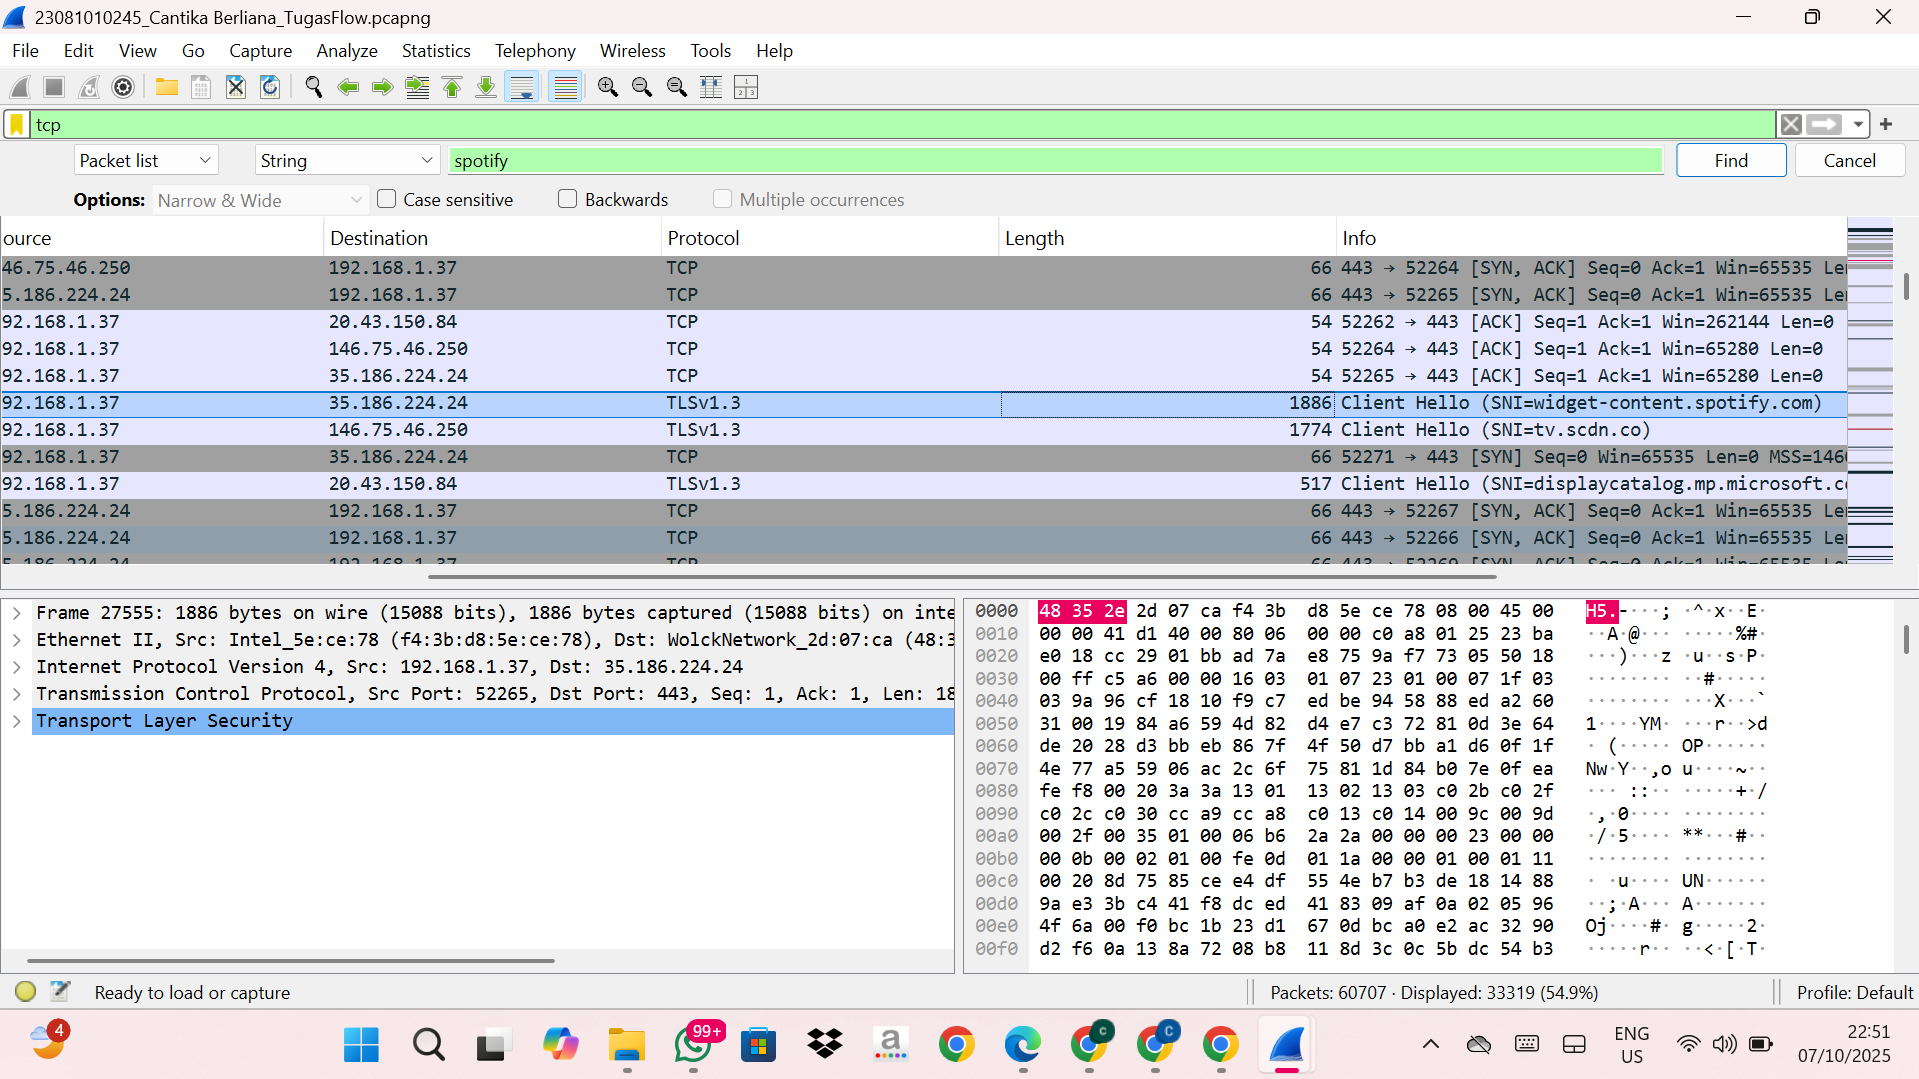 23081010245_Cantika Berliana_TugasFlow.pcapng
File Edit View Go Capture Analyze Statistics Telephony Wireless Tools Help
tcp
Packet list String spotify Find Cancel
Options: Narrow & Wide Case sensitive Backwards Multiple occurrences
ource Destination Protocol Length Info
46.75.46.250 192.168.1.37 TCP 66 443 → 52264 [SYN, ACK] Seq=0 Ack=1 Win=65535 Le
5.186.224.24 192.168.1.37 TCP 66 443 → 52265 [SYN, ACK] Seq=0 Ack=1 Win=65535 Le
92.168.1.37 20.43.150.84 TCP 54 52262 → 443 [ACK] Seq=1 Ack=1 Win=262144 Len=0
92.168.1.37 146.75.46.250 TCP 54 52264 → 443 [ACK] Seq=1 Ack=1 Win=65280 Len=0
92.168.1.37 35.186.224.24 TCP 54 52265 → 443 [ACK] Seq=1 Ack=1 Win=65280 Len=0
92.168.1.37 35.186.224.24 TLSv1.3 1886 Client Hello (SNI=widget-content.spotify.com)
92.168.1.37 146.75.46.250 TLSv1.3 1774 Client Hello (SNI=tv.scdn.co)
92.168.1.37 35.186.224.24 TCP 66 52271 → 443 [SYN] Seq=0 Win=65535 Len=0 MSS=146
92.168.1.37 20.43.150.84 TLSv1.3 517 Client Hello (SNI=displaycatalog.mp.microsoft.c
5.186.224.24 192.168.1.37 TCP 66 443 → 52267 [SYN, ACK] Seq=0 Ack=1 Win=65535 Le
5.186.224.24 192.168.1.37 TCP 66 443 → 52266 [SYN, ACK] Seq=0 Ack=1 Win=65535 Le
5.186.224.24 192.168.1.37 TCP 66 443 → 52269 [SYN, ACK] Seq=0 Ack=1 Win=65535 Le
Frame 27555: 1886 bytes on wire (15088 bits), 1886 bytes captured (15088 bits) on inte
Ethernet II, Src: Intel_5e:ce:78 (f4:3b:d8:5e:ce:78), Dst: WolckNetwork_2d:07:ca (48:3
Internet Protocol Version 4, Src: 192.168.1.37, Dst: 35.186.224.24
Transmission Control Protocol, Src Port: 52265, Dst Port: 443, Seq: 1, Ack: 1, Len: 18
Transport Layer Security
0000 48 35 2e 2d 07 ca f4 3b d8 5e ce 78 08 00 45 00 H5.-···; ·^·x··E·
0010 00 00 41 d1 40 00 80 06 00 00 c0 a8 01 25 23 ba ··A·@··· ·····%#·
0020 e0 18 cc 29 01 bb ad 7a e8 75 9a f7 73 05 50 18 ···)···z ·u··s·P·
0030 00 ff c5 a6 00 00 16 03 01 07 23 01 00 07 1f 03 ········ ··#·····
0040 03 9a 96 cf 18 10 f9 c7 ed be 94 58 88 ed a2 60 ········ ···X···`
0050 31 00 19 84 a6 59 4d 82 d4 e7 c3 72 81 0d 3e 64 1····YM· ···r··>d
0060 de 20 28 d3 bb eb 86 7f 4f 50 d7 bb a1 d6 0f 1f · (····· OP······
0070 4e 77 a5 59 06 ac 2c 6f 75 81 1d 84 b0 7e 0f ea Nw·Y··,o u····~··
0080 fe f8 00 20 3a 3a 13 01 13 02 13 03 c0 2b c0 2f ··· ::·· ·····+·/
0090 c0 2c c0 30 cc a9 cc a8 c0 13 c0 14 00 9c 00 9d ·,·0···· ········
00a0 00 2f 00 35 01 00 06 b6 2a 2a 00 00 00 23 00 00 ·/·5···· **···#··
00b0 00 0b 00 02 01 00 fe 0d 01 1a 00 00 01 00 01 11 ········ ········
00c0 00 20 8d 75 85 ce e4 df 55 4e b7 b3 de 18 14 88 · ·u···· UN······
00d0 9a e3 3b c4 41 f8 dc ed 41 83 09 af 0a 02 05 96 ··;·A··· A·······
00e0 4f 6a 00 f0 bc 1b 23 d1 67 0d bc a0 e2 ac 32 90 Oj····#· g·····2·
00f0 d2 f6 0a 13 8a 72 08 b8 11 8d 3c 0c 5b dc 54 b3 ·····r·· ··<·[·T·
Ready to load or capture Packets: 60707 · Displayed: 33319 (54.9%) Profile: Default
4 99+ a C C ENG US 22:51 07/10/2025